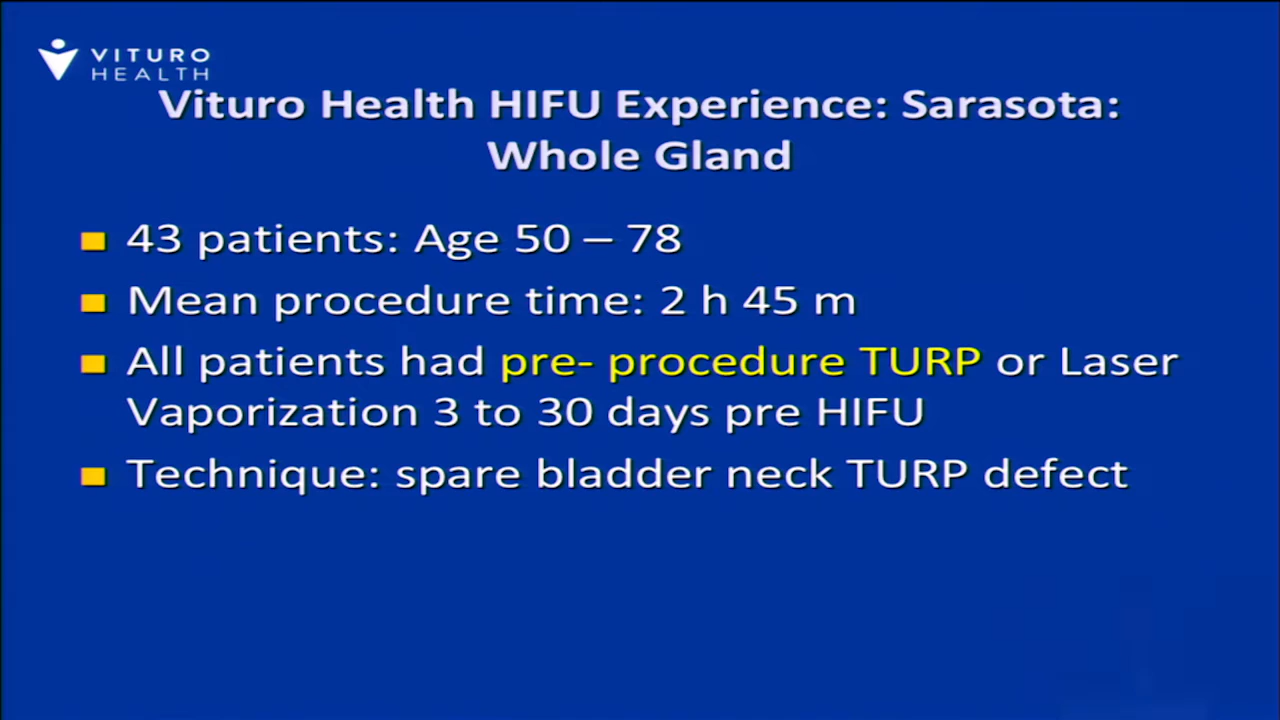 VITURO
HEALTH
Vituro Health HIFU Experience: Sarasota:
Whole Gland
43 patients: Age 50 – 78
Mean procedure time: 2 h 45 m
All patients had pre- procedure TURP or Laser
Vaporization 3 to 30 days pre HIFU
Technique: spare bladder neck TURP defect